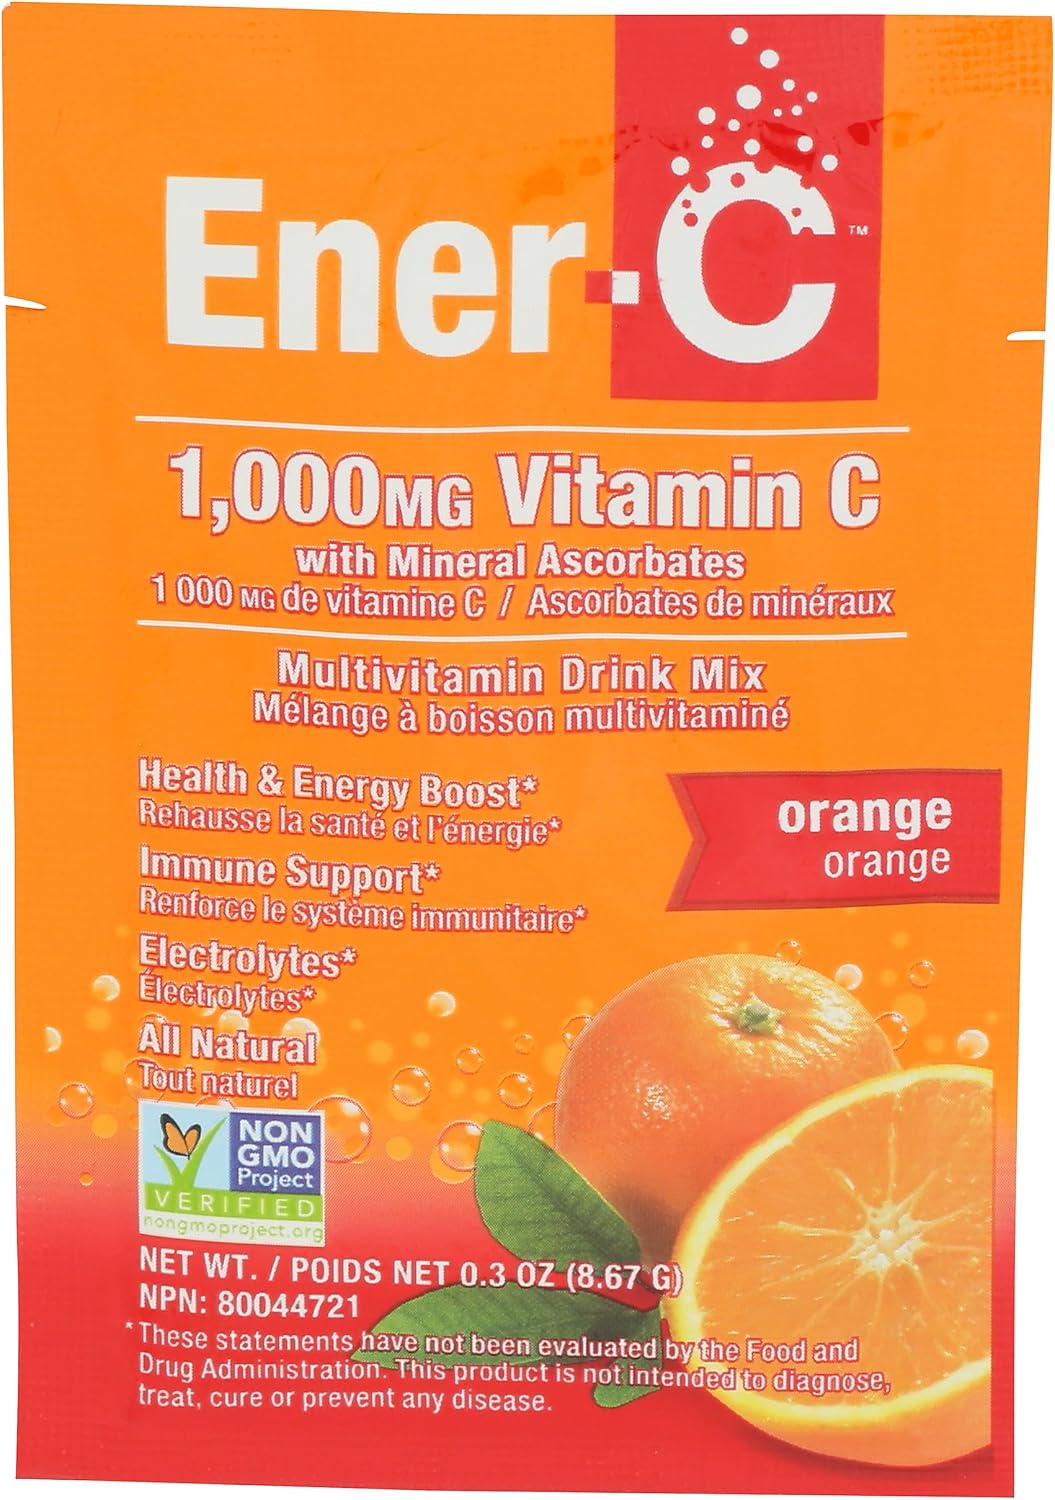 Ener-C™
1,000MG Vitamin C
with Mineral Ascorbates
1 000 MG de vitamine C / Ascorbates de minéraux
Multivitamin Drink Mix
Mélange à boisson multivitaminé
Health & Energy Boost*
Rehausse la santé et l'énergie*
orange
orange
Immune Support*
Renforce le système immunitaire*
Electrolytes*
Électrolytes*
All Natural
Tout naturel
NON
GMO
Project
VERIFIED
nongmoproject.org
NET WT. / POIDS NET 0.3 OZ (8.67 G)
NPN: 80044721
*These statements have not been evaluated by the Food and
Drug Administration. This product is not intended to diagnose,
treat, cure or prevent any disease.